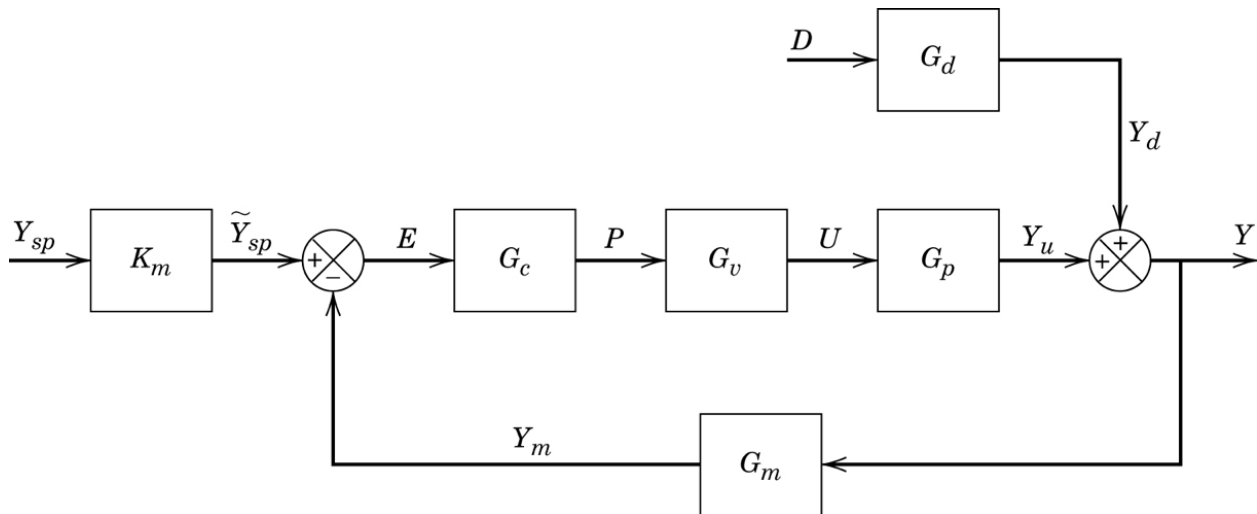 D
G_d
Y_d
Y_sp
K_m
Ỹ_sp
+
−
E
G_c
P
G_v
U
G_p
Y_u
+
+
Y
Y_m
G_m